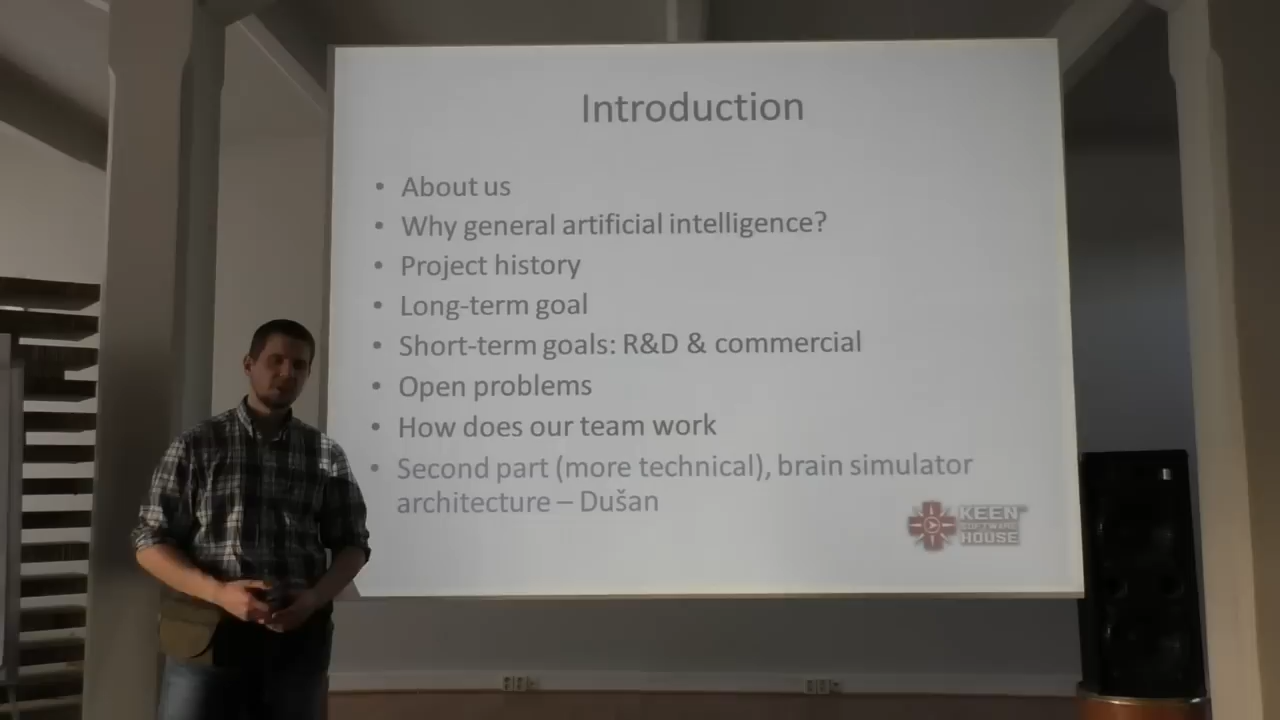 Introduction
• About us
• Why general artificial intelligence?
• Project history
• Long-term goal
• Short-term goals: R&D & commercial
• Open problems
• How does our team work
• Second part (more technical), brain simulator
architecture – Dušan
KEEN
SOFTWARE
HOUSE